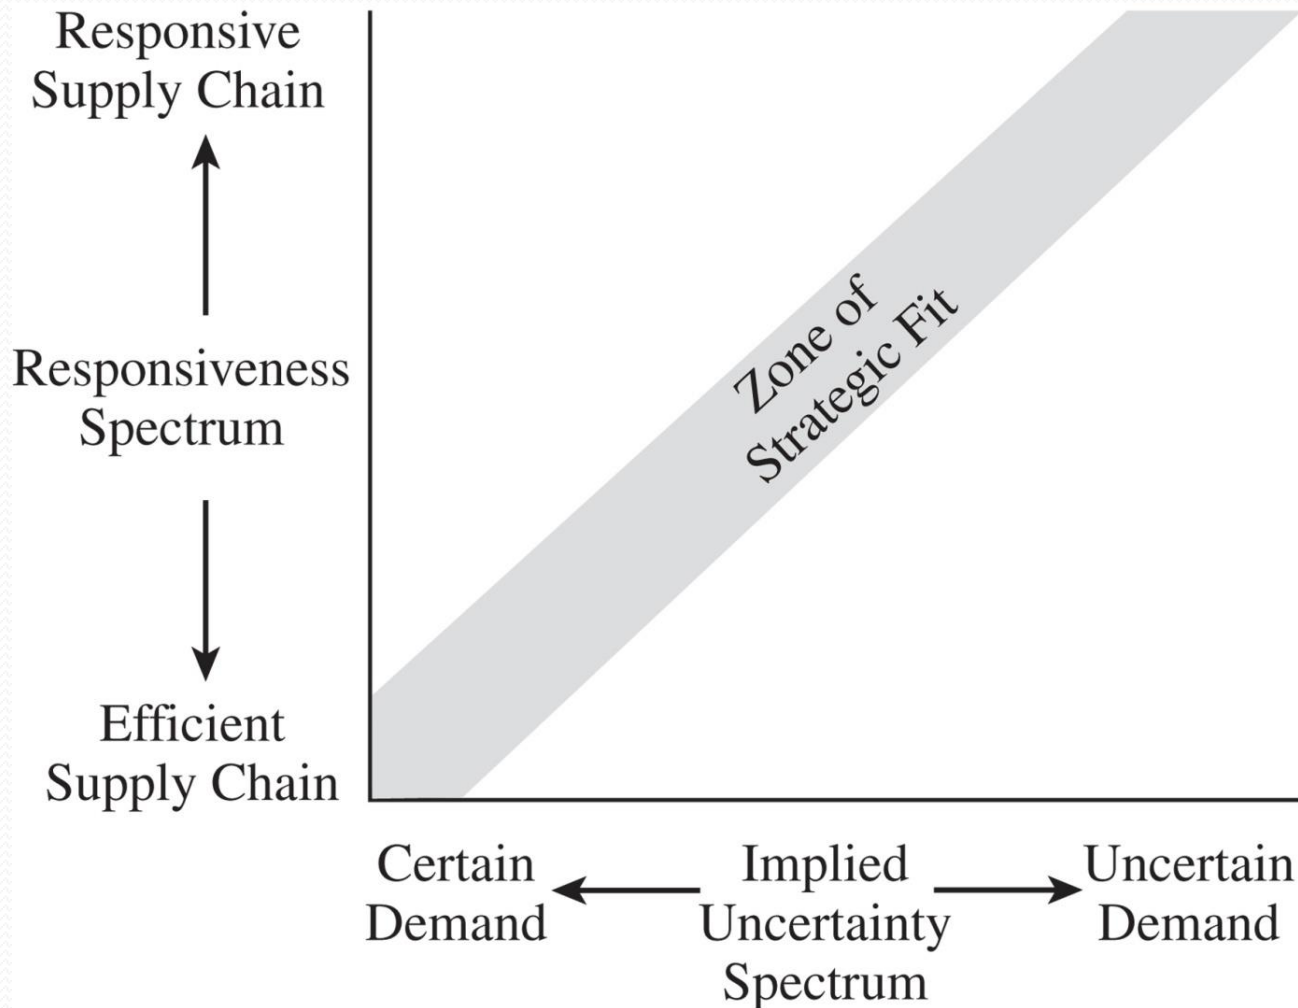 Responsive
Supply Chain
Responsiveness
Spectrum
Efficient
Supply Chain
Zone of
Strategic Fit
Certain
Demand
Implied
Uncertainty
Spectrum
Uncertain
Demand